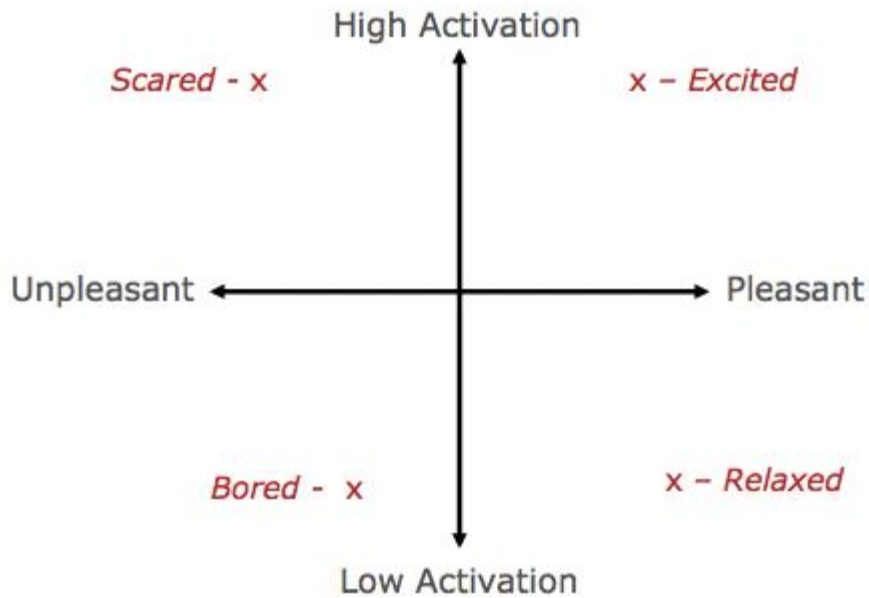 High Activation
Scared - x
x – Excited
Unpleasant
Pleasant
Bored - x
x – Relaxed
Low Activation